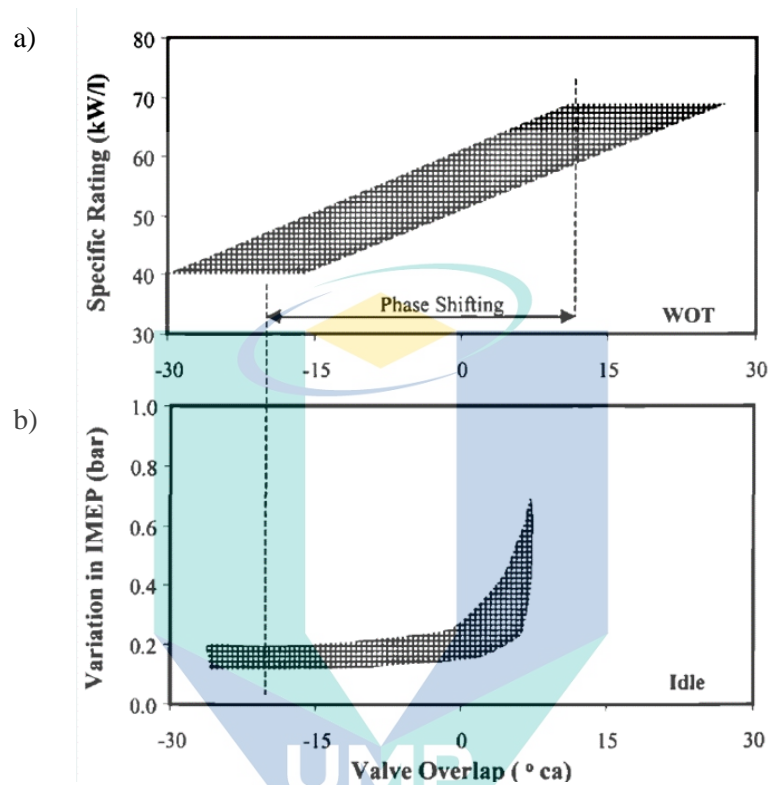 a)
Specific Rating (kW/l)
80
70
60
50
40
30
Phase Shifting
WOT
-30 -15 0 15 30
b)
Variation in IMEP (bar)
1.0
0.8
0.6
0.4
0.2
0.0
Idle
-30 -15 0 15 30
UMP
Valve Overlap ( ° ca)